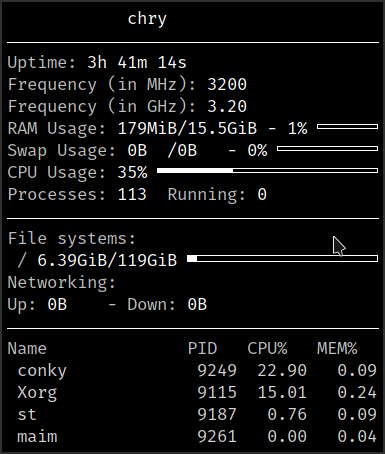 chry
Uptime: 3h 41m 14s
Frequency (in MHz): 3200
Frequency (in GHz): 3.20
RAM Usage: 179MiB/15.5GiB - 1%
Swap Usage: 0B  /0B   - 0%
CPU Usage: 35%
Processes: 113  Running: 0
File systems:
 / 6.39GiB/119GiB
Networking:
Up: 0B    - Down: 0B
Name              PID   CPU%   MEM%
 conky             9249  22.90  0.09
 Xorg              9115  15.01  0.24
 st                9187   0.76  0.09
 maim              9261   0.00  0.04